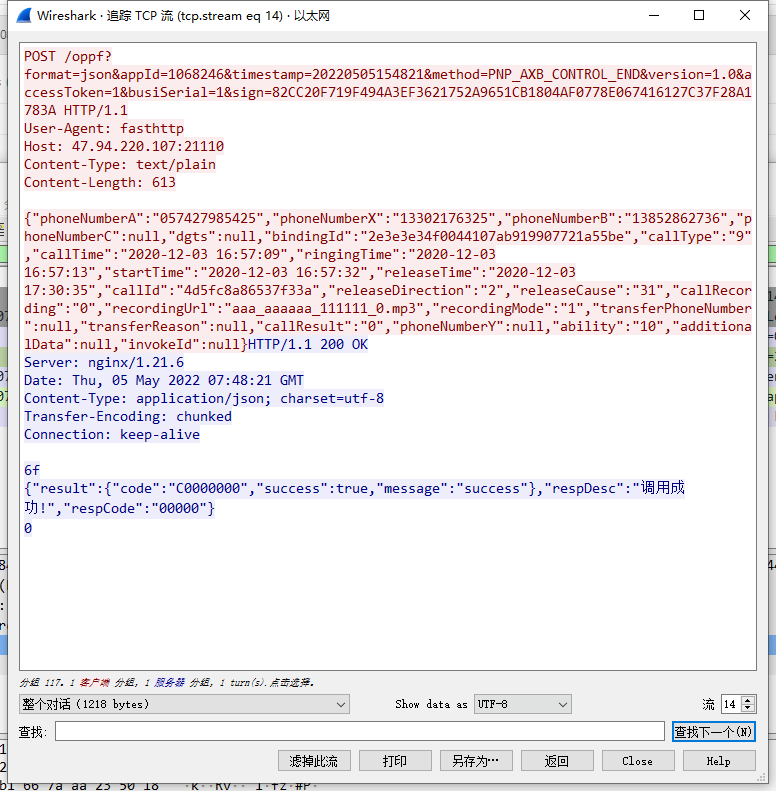 Wireshark · 追踪 TCP 流 (tcp.stream eq 14) · 以太网
POST /oppf?
format=json&appId=1068246&timestamp=20220505154821&method=PNP_AXB_CONTROL_END&version=1.0&a
ccessToken=1&busiSerial=1&sign=82CC20F719F494A3EF3621752A9651CB1804AF0778E067416127C37F28A1
783A HTTP/1.1
User-Agent: fasthttp
Host: 47.94.220.107:21110
Content-Type: text/plain
Content-Length: 613
{"phoneNumberA":"057427985425","phoneNumberX":"13302176325","phoneNumberB":"13852862736","p
honeNumberC":null,"dgts":null,"bindingId":"2e3e3e34f0044107ab919907721a55be","callType":"9"
,"callTime":"2020-12-03 16:57:09","ringingTime":"2020-12-03
16:57:13","startTime":"2020-12-03 16:57:32","releaseTime":"2020-12-03
17:30:35","callId":"4d5fc8a86537f33a","releaseDirection":"2","releaseCause":"31","callRecor
ding":"0","recordingUrl":"aaa_aaaaaa_111111_0.mp3","recordingMode":"1","transferPhoneNumber
":null,"transferReason":null,"callResult":"0","phoneNumberY":null,"ability":"10","additiona
lData":null,"invokeId":null}HTTP/1.1 200 OK
Server: nginx/1.21.6
Date: Thu, 05 May 2022 07:48:21 GMT
Content-Type: application/json; charset=utf-8
Transfer-Encoding: chunked
Connection: keep-alive
6f
{"result":{"code":"C0000000","success":true,"message":"success"},"respDesc":"调用成
功!","respCode":"00000"}
0
分组 117。1 客户端 分组, 1 服务器 分组, 1 turn(s).点击选择。
整个对话 (1218 bytes) Show data as UTF-8 流 14
查找: 查找下一个(N)
滤掉此流 打印 另存为… 返回 Close Help